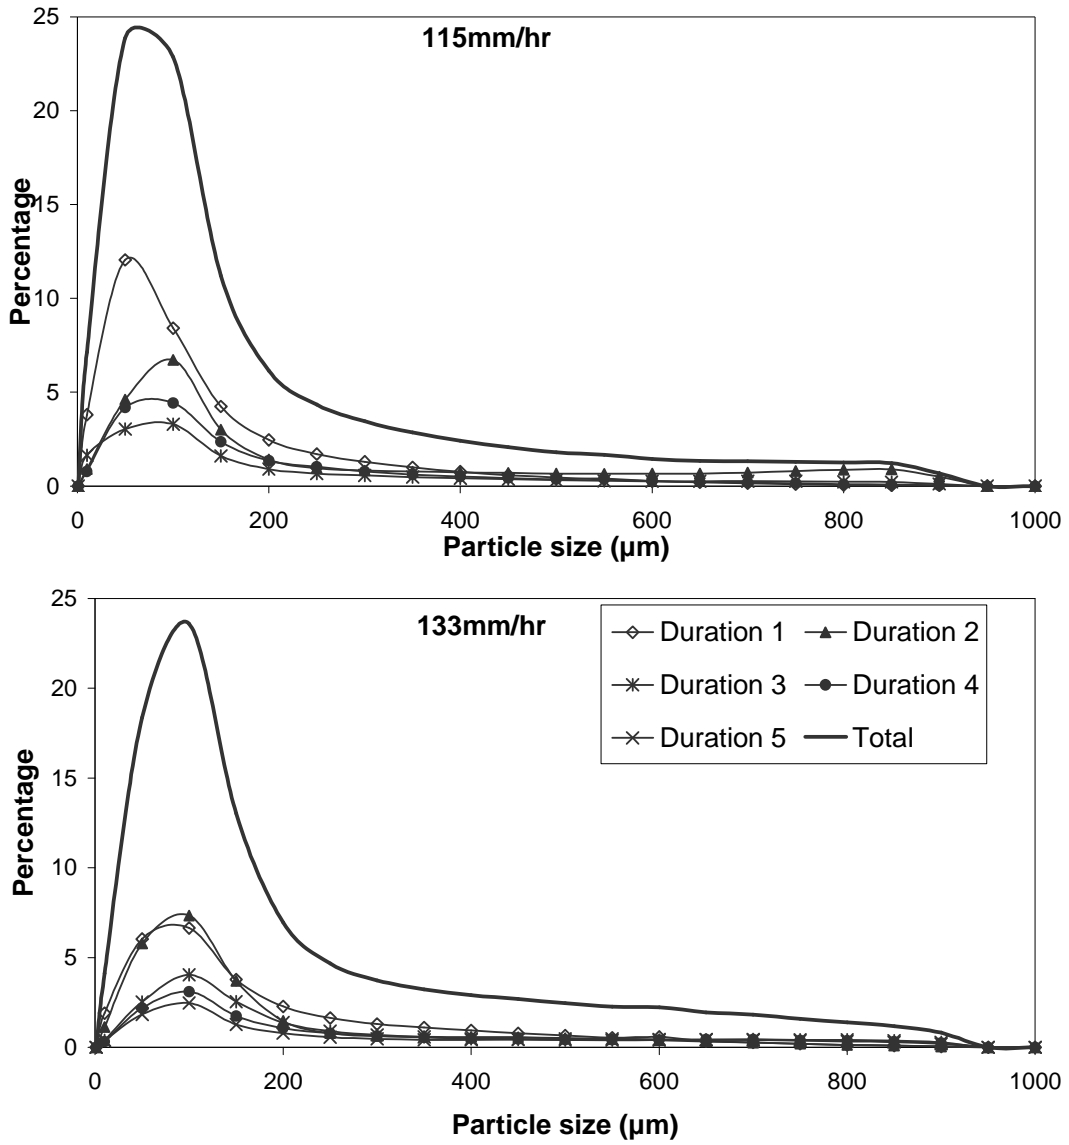 115mm/hr
Percentage
25
20
15
10
5
0
0 200 400 600 800 1000
Particle size (µm)
133mm/hr
Percentage
25
20
15
10
5
0
Duration 1 Duration 2
Duration 3 Duration 4
Duration 5 Total
0 200 400 600 800 1000
Particle size (µm)